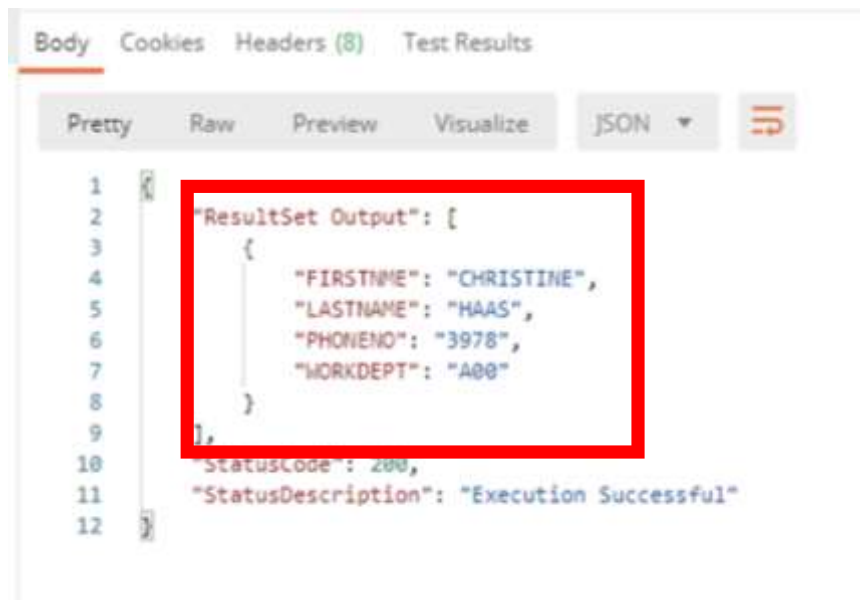 Body Cookies Headers (8) Test Results
Pretty Raw Preview Visualize JSON
1 {
2 "ResultSet Output": [
3 {
4 "FIRSTNME": "CHRISTINE",
5 "LASTNAME": "HAAS",
6 "PHONENO": "3978",
7 "WORKDEPT": "A00"
8 }
9 ],
10 "StatusCode": 200,
11 "StatusDescription": "Execution Successful"
12 }